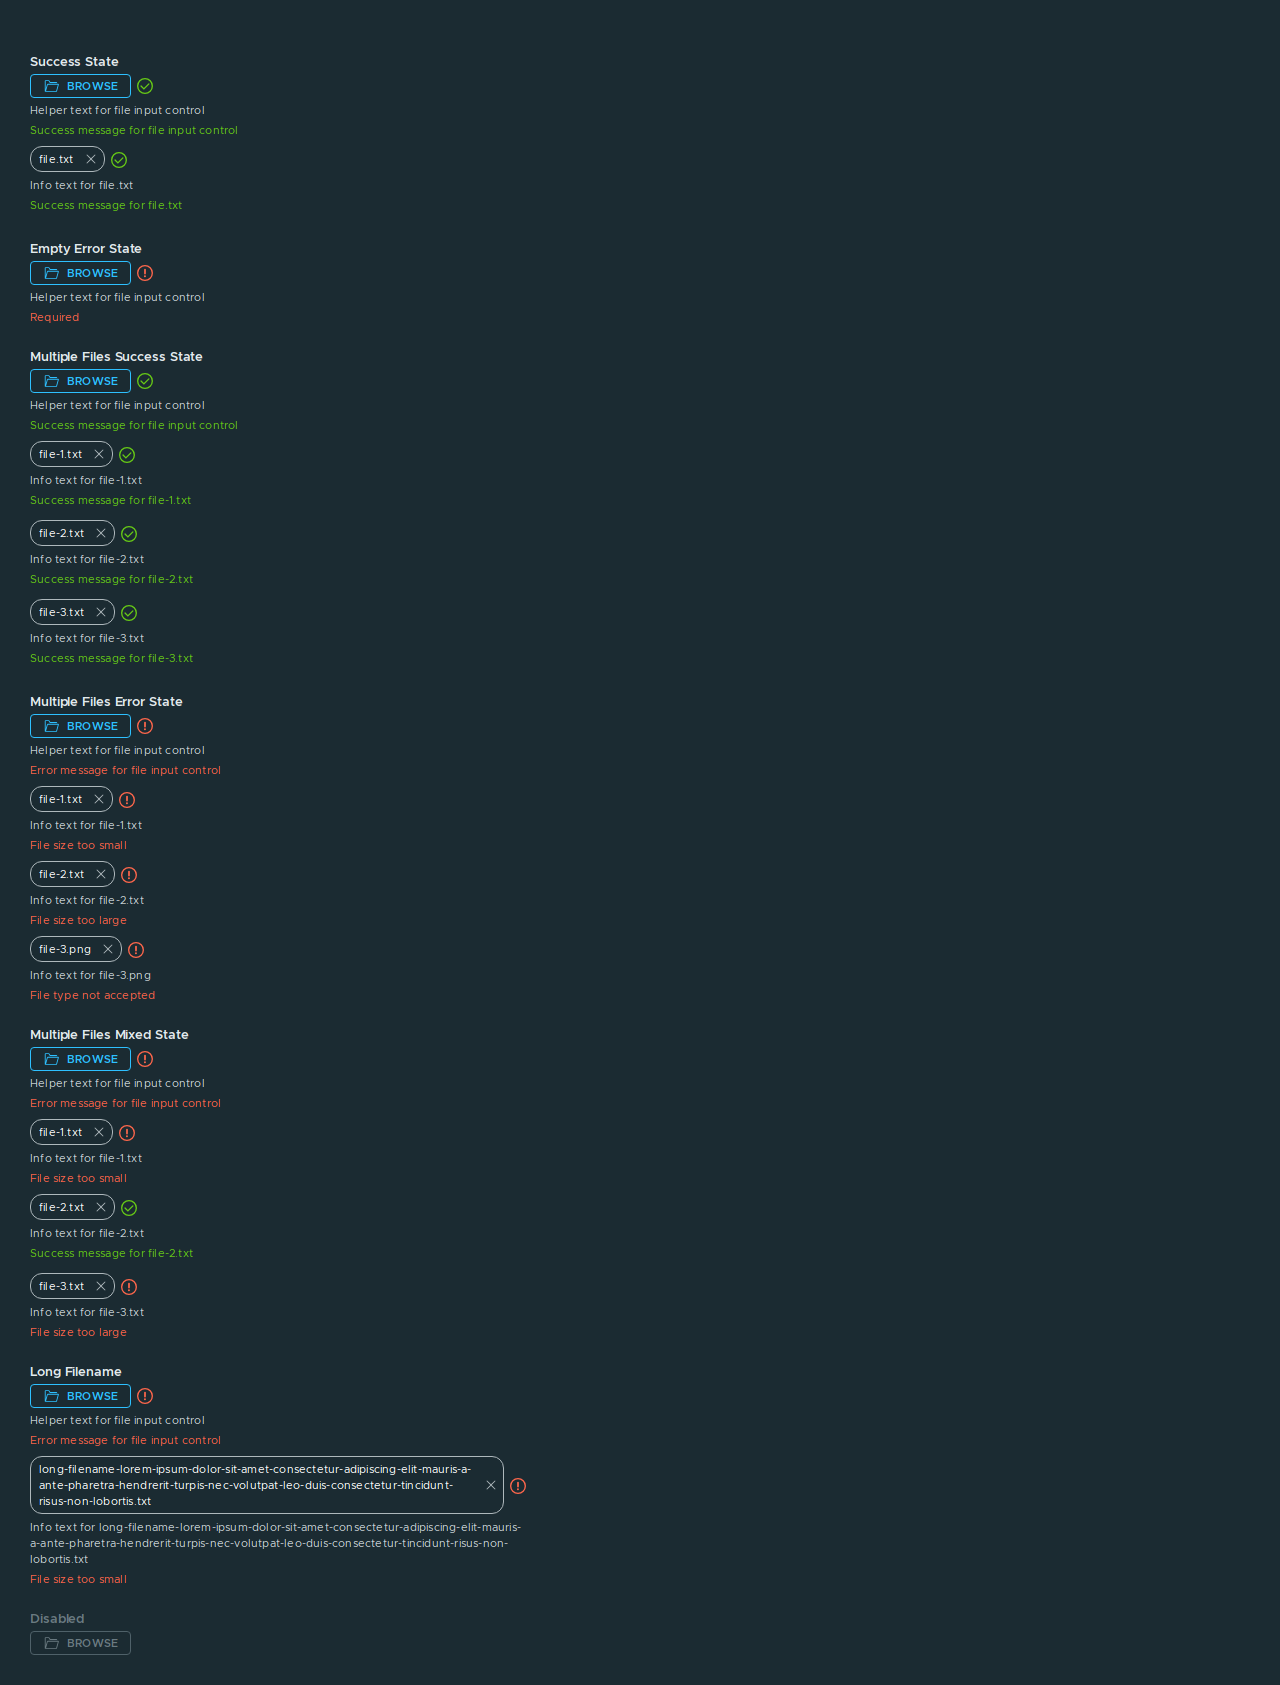 Success State
BROWSE
Helper text for file input control
Success message for file input control
file.txt
Info text for file.txt
Success message for file.txt
Empty Error State
BROWSE
Helper text for file input control
Required
Multiple Files Success State
BROWSE
Helper text for file input control
Success message for file input control
file-1.txt
Info text for file-1.txt
Success message for file-1.txt
file-2.txt
Info text for file-2.txt
Success message for file-2.txt
file-3.txt
Info text for file-3.txt
Success message for file-3.txt
Multiple Files Error State
BROWSE
Helper text for file input control
Error message for file input control
file-1.txt
Info text for file-1.txt
File size too small
file-2.txt
Info text for file-2.txt
File size too large
file-3.png
Info text for file-3.png
File type not accepted
Multiple Files Mixed State
BROWSE
Helper text for file input control
Error message for file input control
file-1.txt
Info text for file-1.txt
File size too small
file-2.txt
Info text for file-2.txt
Success message for file-2.txt
file-3.txt
Info text for file-3.txt
File size too large
Long Filename
BROWSE
Helper text for file input control
Error message for file input control
long-filename-lorem-ipsum-dolor-sit-amet-consectetur-adipiscing-elit-mauris-a-
ante-pharetra-hendrerit-turpis-nec-volutpat-leo-duis-consectetur-tincidunt-
risus-non-lobortis.txt
Info text for long-filename-lorem-ipsum-dolor-sit-amet-consectetur-adipiscing-elit-mauris-
a-ante-pharetra-hendrerit-turpis-nec-volutpat-leo-duis-consectetur-tincidunt-risus-non-
lobortis.txt
File size too small
Disabled
BROWSE